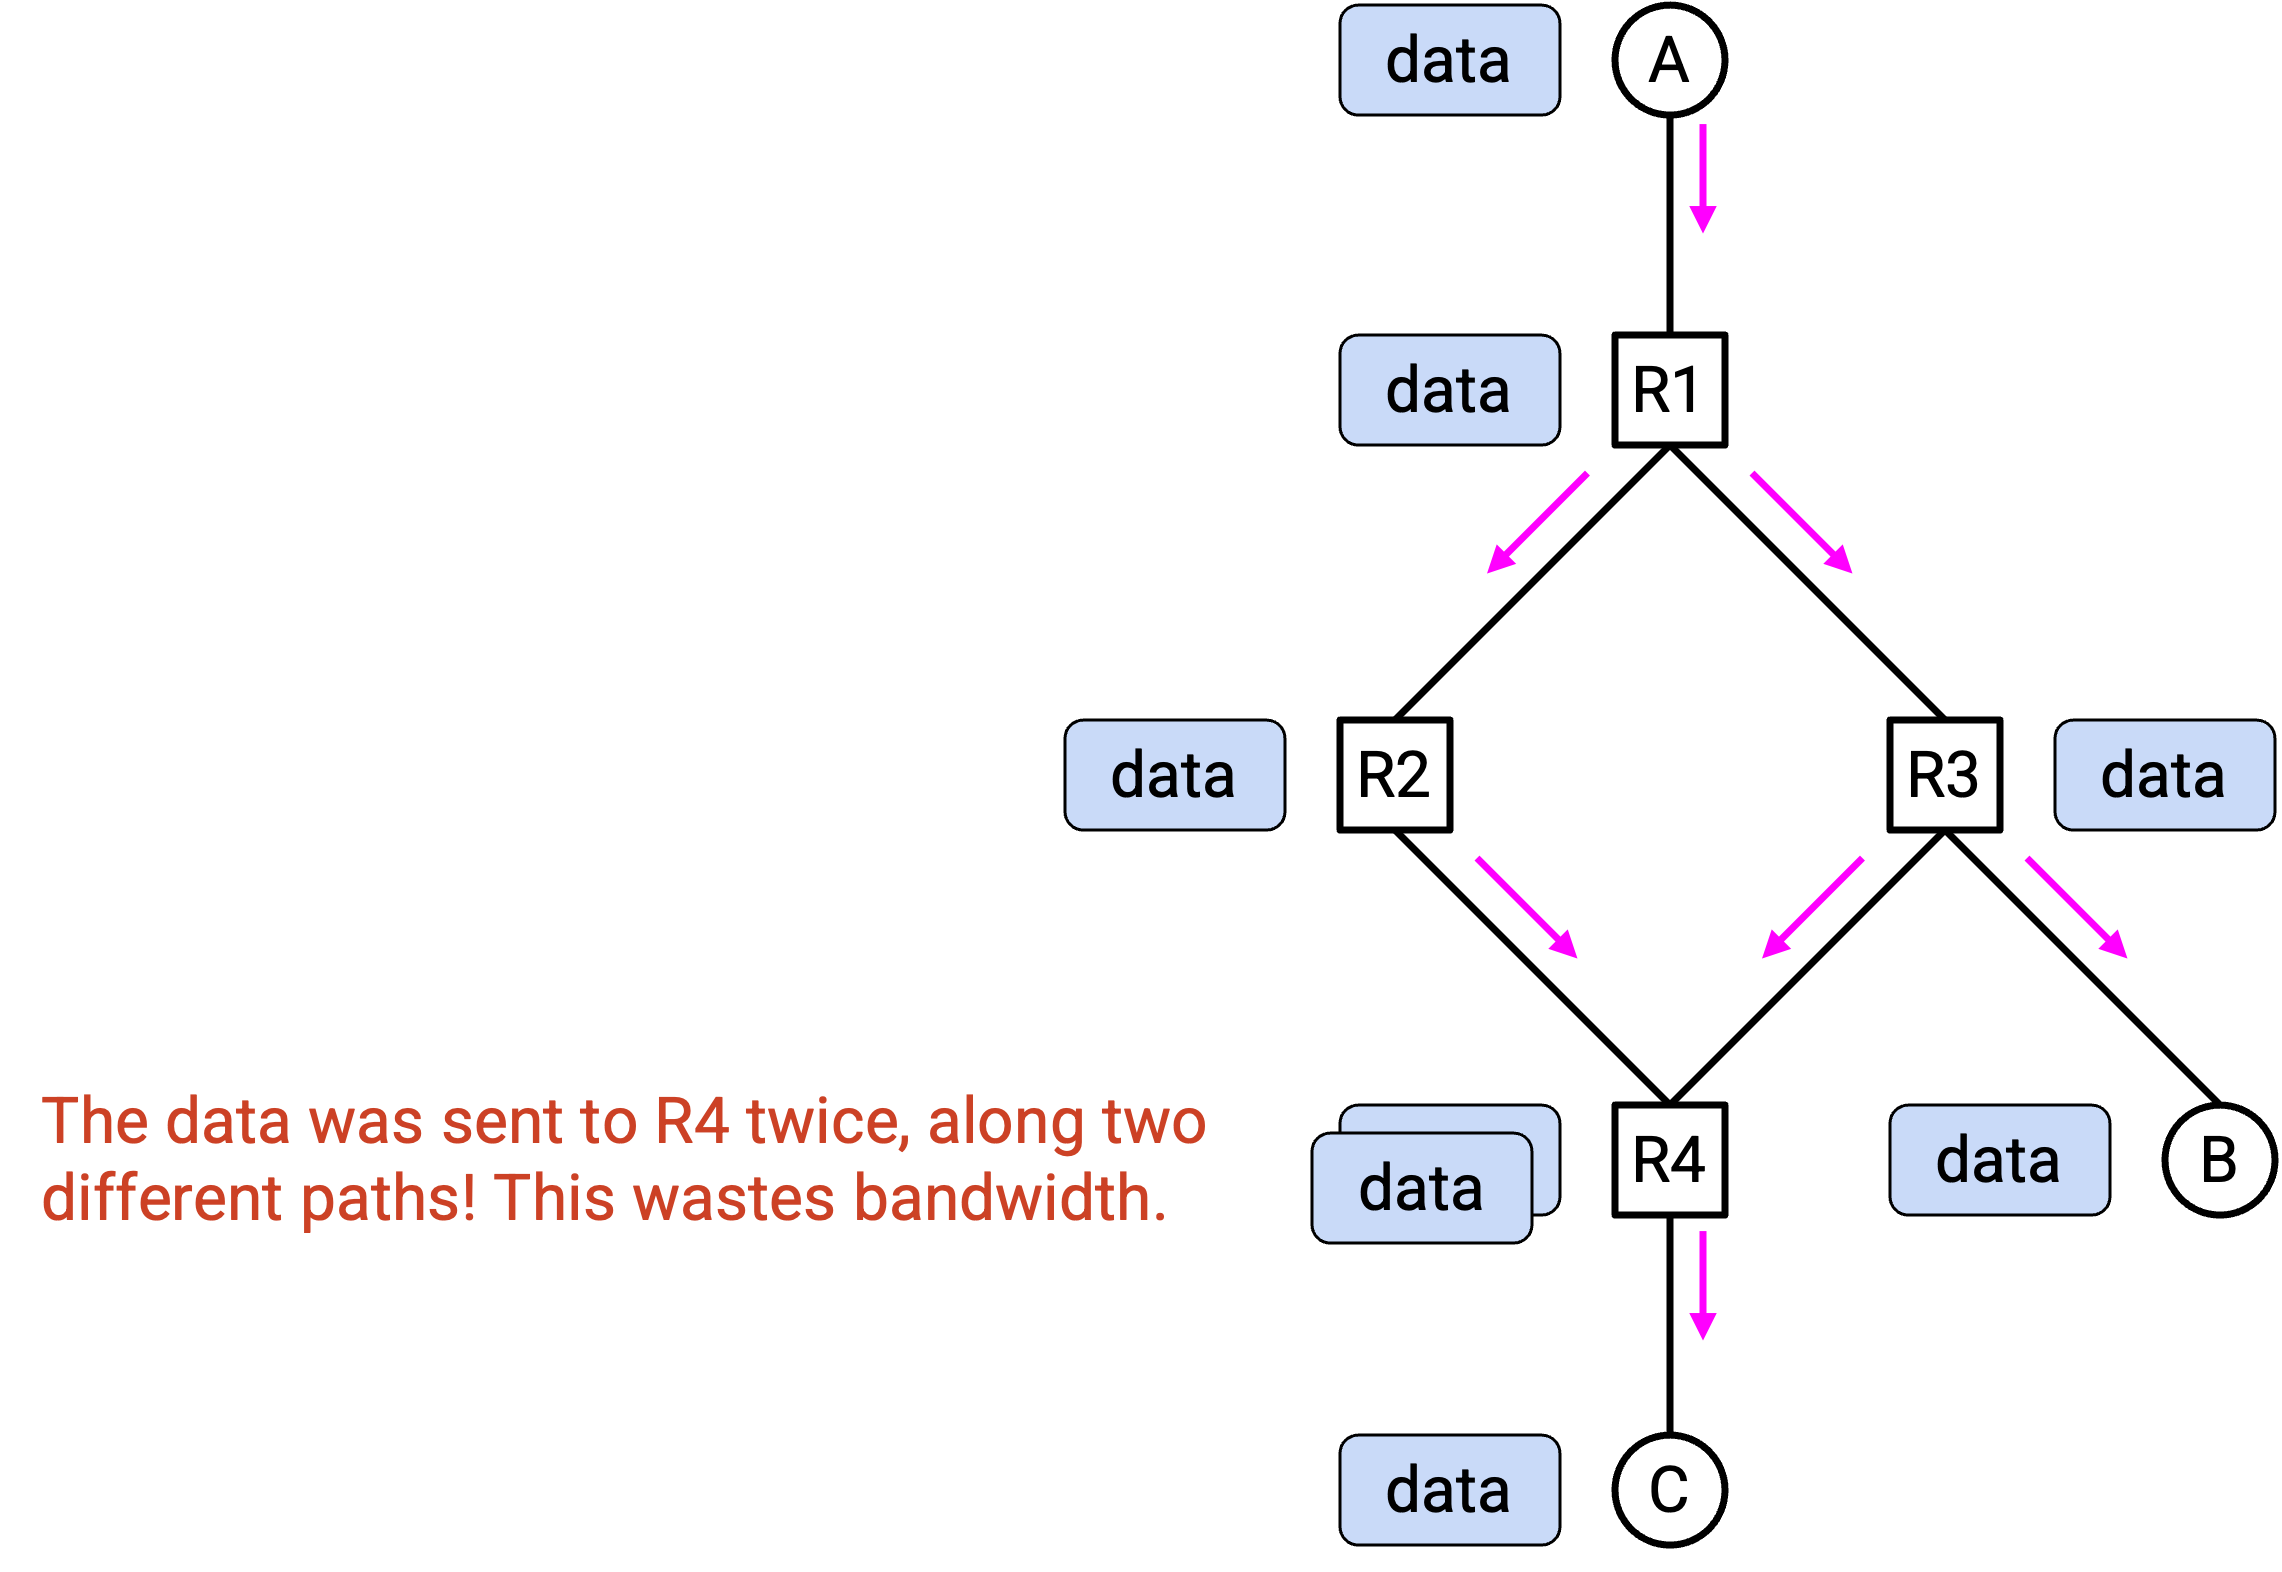 data
A
data
R1
data
R2
R3
data
The data was sent to R4 twice, along two
different paths! This wastes bandwidth.
data
R4
data
B
data
C